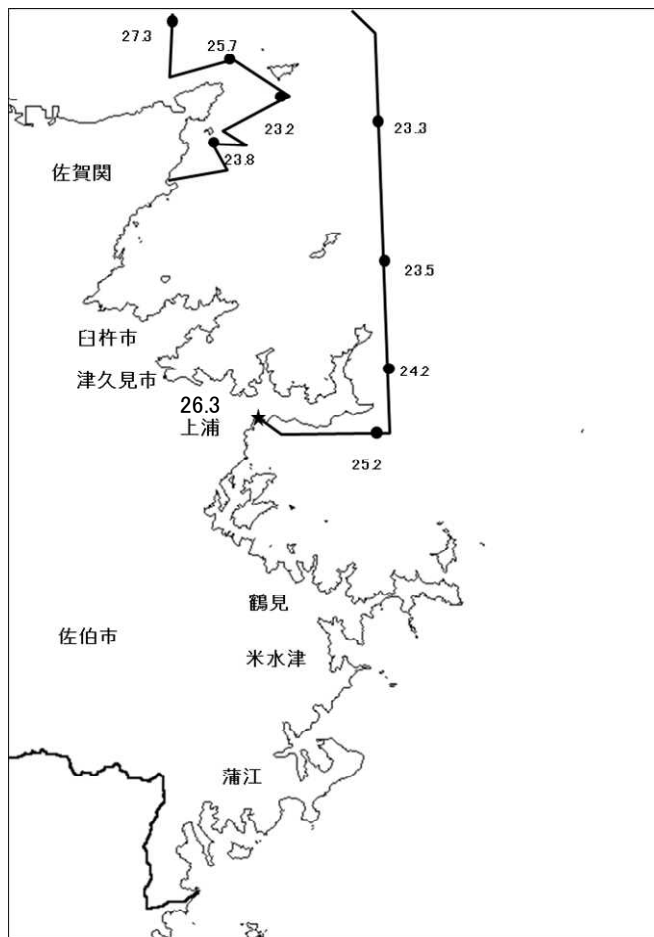 27.3
25.7
23.2
23.3
23.8
佐賀関
23.5
臼杵市
24.2
津久見市
26.3
上浦
25.2
鶴見
佐伯市
米水津
蒲江